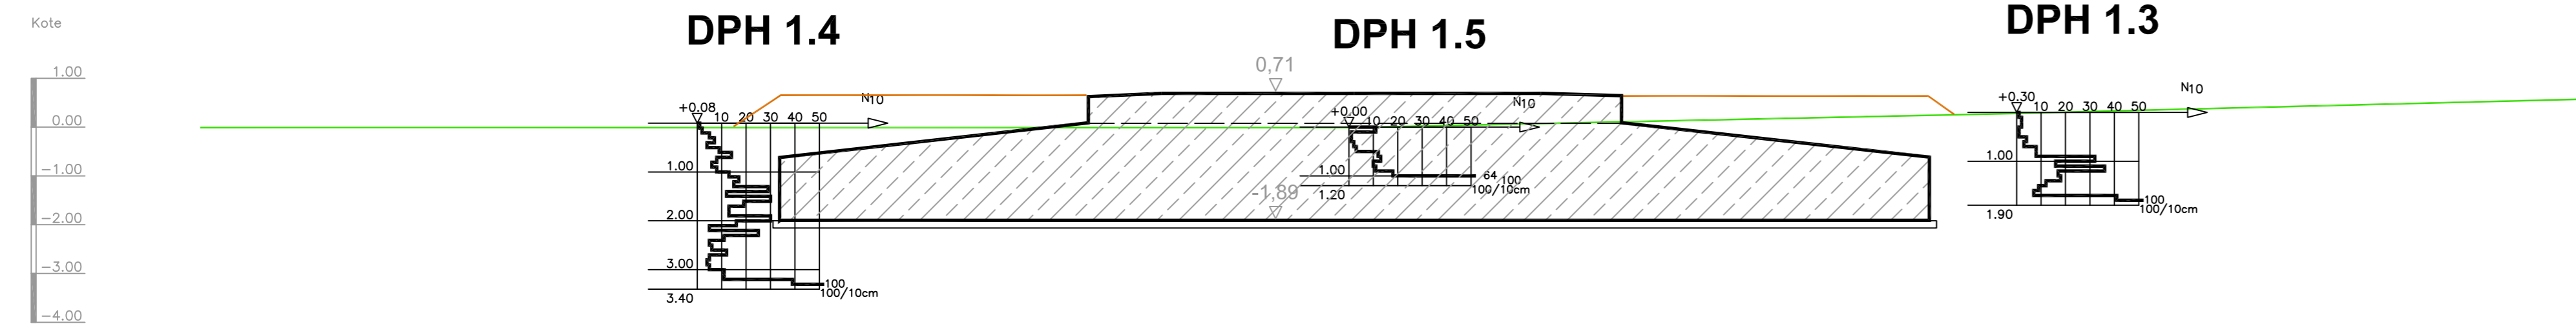 Kote
1.00
0.00
−1.00
−2.00
−3.00
−4.00
DPH 1.4
+0.08
10 20 30 40 50
N10
1.00
2.00
3.00
3.40
100
100/10cm
DPH 1.5
0,71
-1,89
+0.00
10 20 30 40 50
N10
1.00
1.20
64
100
100/10cm
DPH 1.3
+0.30
10 20 30 40 50
N10
1.00
1.90
100
100/10cm